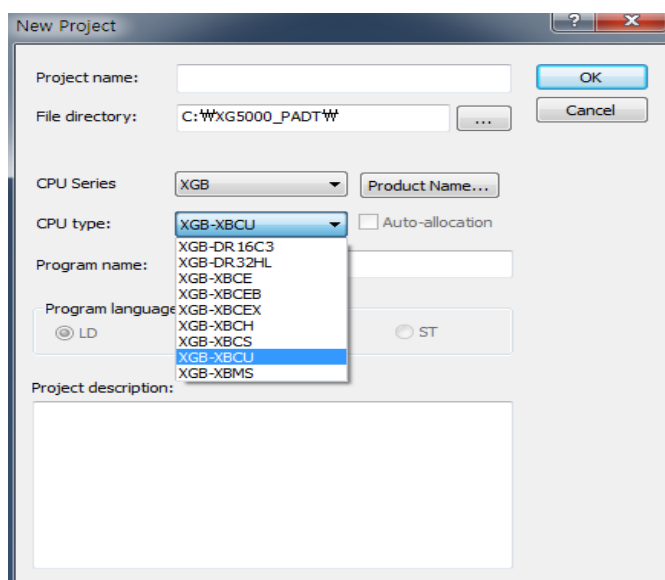 New Project
?
X
Project name:
OK
File directory:
C:₩XG5000_PADT₩
...
Cancel
CPU Series
XGB
Product Name...
CPU type:
XGB-XBCU
Auto-allocation
XGB-DR16C3
XGB-DR32HL
Program name:
XGB-XBCE
XGB-XBCEB
Program language
XGB-XBCEX
XGB-XBCH
LD
XGB-XBCS
ST
XGB-XBCU
XGB-XBMS
Project description: